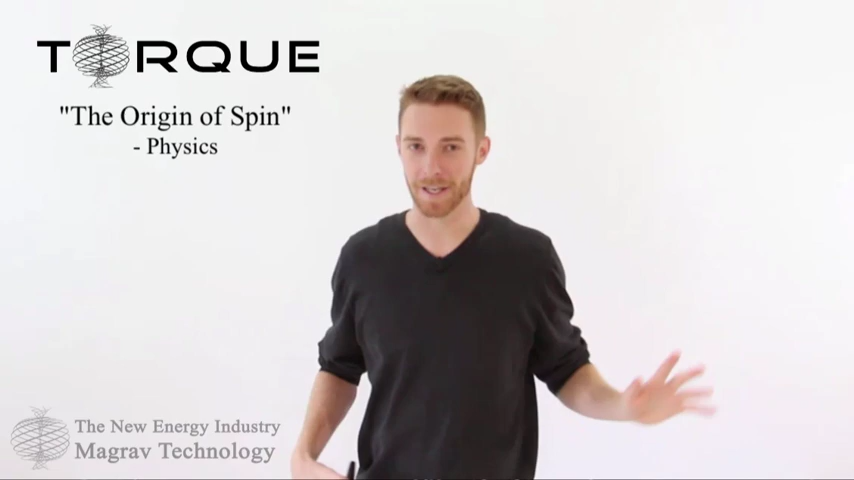 TORQUE
"The Origin of Spin"
- Physics
The New Energy Industry
Magrav Technology